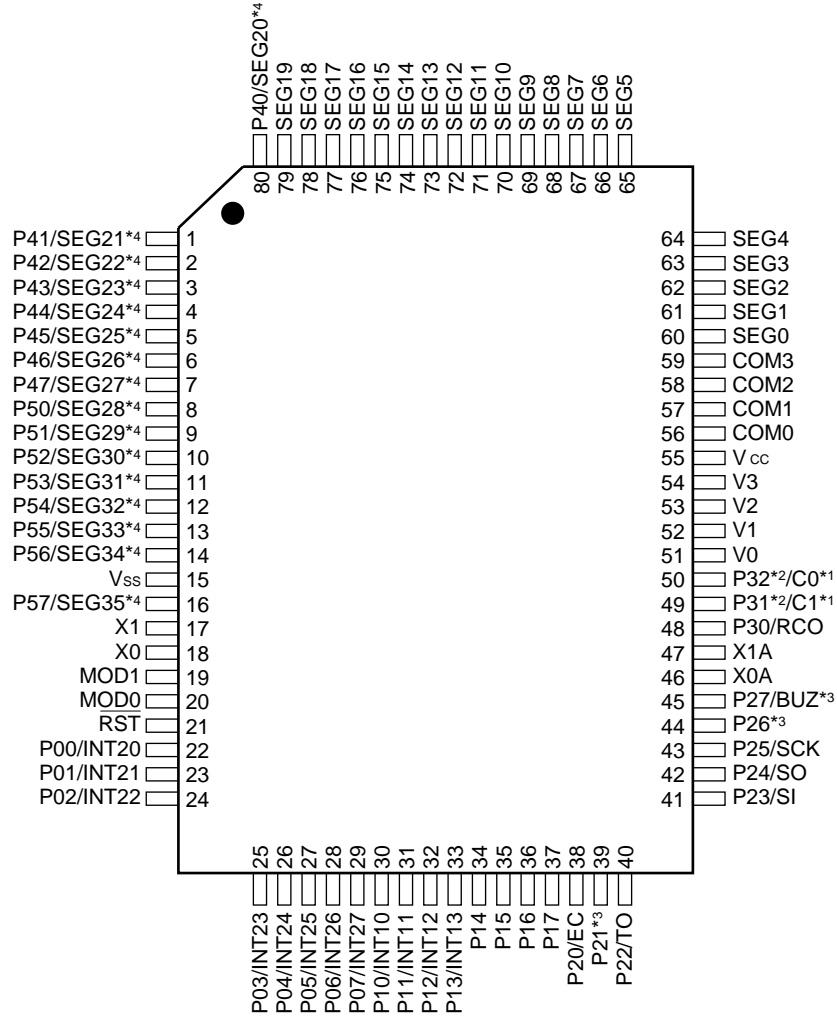 P40/SEG20*4
SEG19
SEG18
SEG17
SEG16
SEG15
SEG14
SEG13
SEG12
SEG11
SEG10
SEG9
SEG8
SEG7
SEG6
SEG5
80
79
78
77
76
75
74
73
72
71
70
69
68
67
66
65
P41/SEG21*4 1
P42/SEG22*4 2
P43/SEG23*4 3
P44/SEG24*4 4
P45/SEG25*4 5
P46/SEG26*4 6
P47/SEG27*4 7
P50/SEG28*4 8
P51/SEG29*4 9
P52/SEG30*4 10
P53/SEG31*4 11
P54/SEG32*4 12
P55/SEG33*4 13
P56/SEG34*4 14
VSS 15
P57/SEG35*4 16
X1 17
X0 18
MOD1 19
MOD0 20
RST 21
P00/INT20 22
P01/INT21 23
P02/INT22 24
64 SEG4
63 SEG3
62 SEG2
61 SEG1
60 SEG0
59 COM3
58 COM2
57 COM1
56 COM0
55 VCC
54 V3
53 V2
52 V1
51 V0
50 P32*2/C0*1
49 P31*2/C1*1
48 P30/RCO
47 X1A
46 X0A
45 P27/BUZ*3
44 P26*3
43 P25/SCK
42 P24/SO
41 P23/SI
25
26
27
28
29
30
31
32
33
34
35
36
37
38
39
40
P03/INT23
P04/INT24
P05/INT25
P06/INT26
P07/INT27
P10/INT10
P11/INT11
P12/INT12
P13/INT13
P14
P15
P16
P17
P20/EC
P21*3
P22/TO